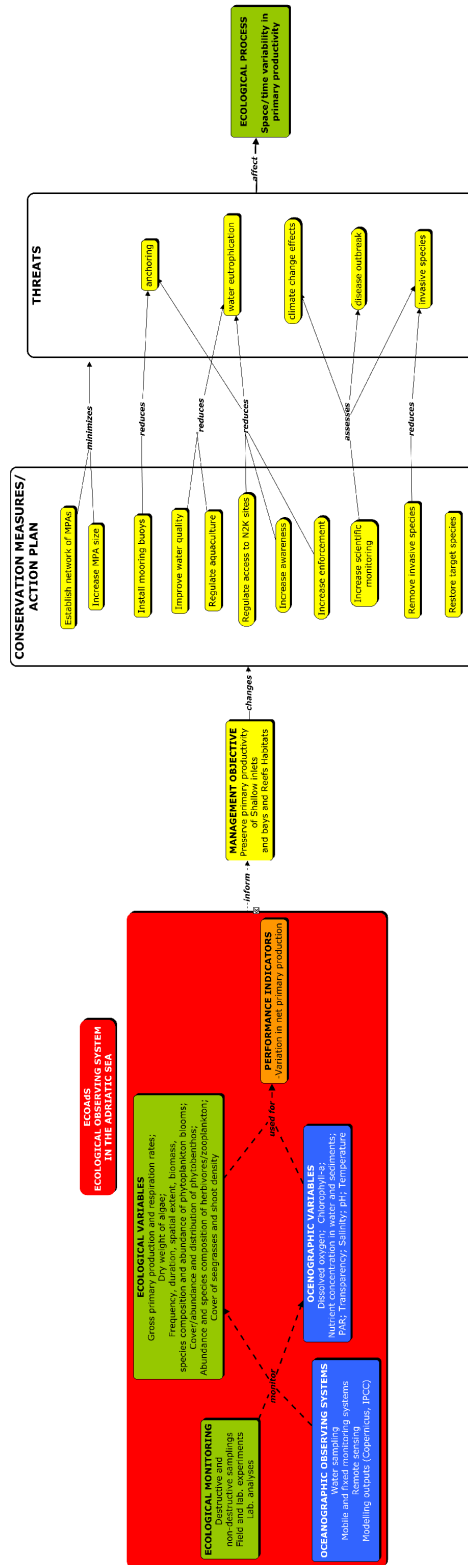 ECOAdS
ECOLOGICAL OBSERVING SYSTEM
IN THE ADRIATIC SEA
ECOLOGICAL MONITORING
Destructive and
non-destructive samplings
Field and lab. experiments
Lab. analyses
OCEANOGRAPHIC OBSERVING SYSTEMS
Water sampling
Mobile and fixed monitoring systems
Remote sensing
Modelling outputs (Copernicus, IPCC)
monitor
ECOLOGICAL VARIABLES
Gross primary production and respiration rates;
Dry weight of algae;
Frequency, duration, spatial extent, biomass,
species composition and abundance of phytoplankton blooms;
Cover/abundance and distribution of phytobenthos;
Abundance and species composition of herbivores/zooplankton;
Cover of seagrasses and shoot density
OCENOGRAPHIC VARIABLES
Dissolved oxygen; Chlorophyll-a;
Nutrient concentration in water and sediments;
PAR; Transparency; Salinity; pH; Temperature
used for
PERFORMANCE INDICATORS
-Variation in net primary production
inform
MANAGEMENT OBJECTIVE
Preserve primary productivity
of Shallow inlets
and bays and Reefs Habitats
changes
CONSERVATION MEASURES/
ACTION PLAN
Establish network of MPAs
Increase MPA size
Install mooring buoys
Improve water quality
Regulate aquaculture
Regulate access to N2K sites
Increase awareness
Increase enforcement
Increase scientific
monitoring
Remove invasive species
Restore target species
minimizes
reduces
reduces
reduces
assesses
reduces
THREATS
anchoring
water eutrophication
climate change effects
disease outbreak
invasive species
affect
ECOLOGICAL PROCESS
Space/time variability in
primary productivity